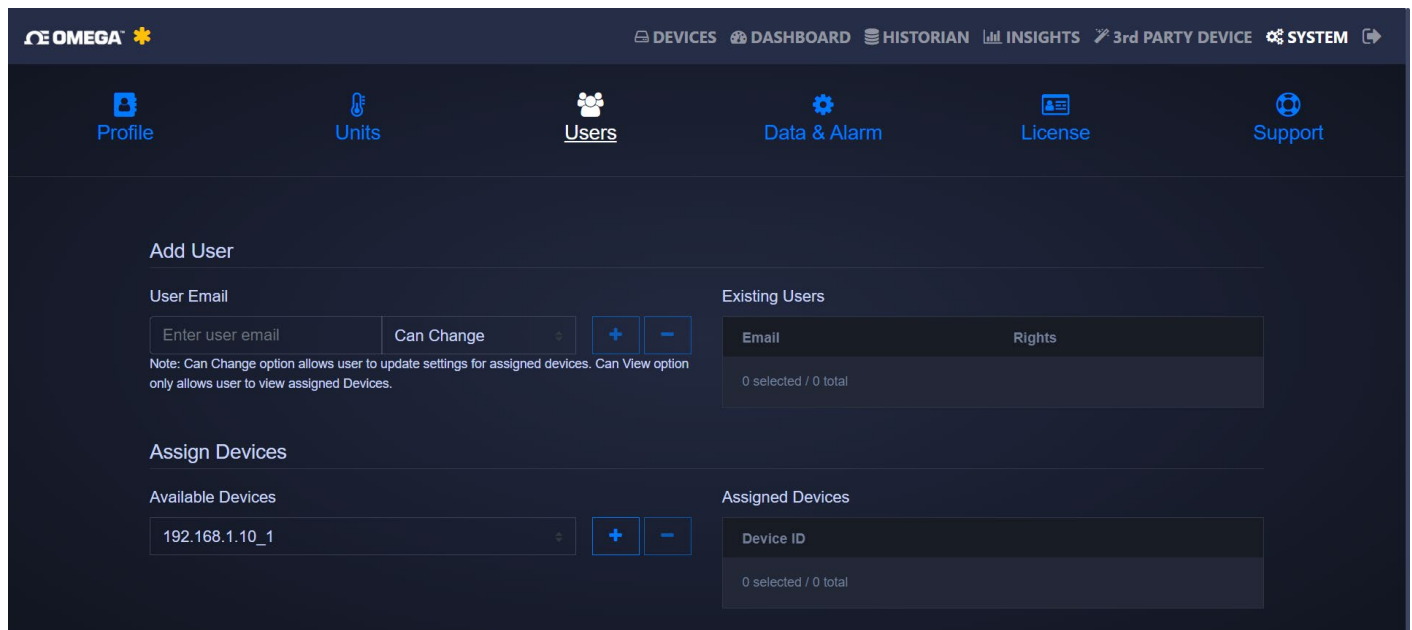 OMEGA™ DEVICES DASHBOARD HISTORIAN INSIGHTS 3rd PARTY DEVICE SYSTEM
Profile Units Users Data & Alarm License Support
Add User
User Email
Enter user email Can Change + −
Note: Can Change option allows user to update settings for assigned devices. Can View option
only allows user to view assigned Devices.
Existing Users
Email Rights
0 selected / 0 total
Assign Devices
Available Devices
192.168.1.10_1 + −
Assigned Devices
Device ID
0 selected / 0 total